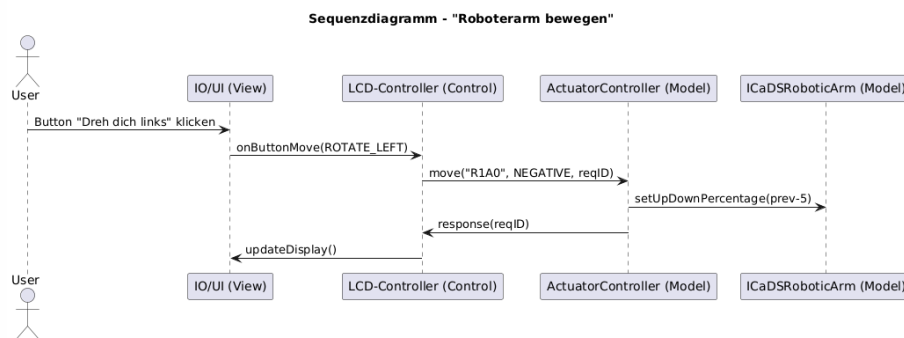 Sequenzdiagramm - "Roboterarm bewegen"
User
IO/UI (View)
LCD-Controller (Control)
ActuatorController (Model)
ICaDSRoboticArm (Model)
Button "Dreh dich links" klicken
onButtonMove(ROTATE_LEFT)
move("R1A0", NEGATIVE, reqID)
setUpDownPercentage(prev-5)
response(reqID)
updateDisplay()
User
IO/UI (View)
LCD-Controller (Control)
ActuatorController (Model)
ICaDSRoboticArm (Model)